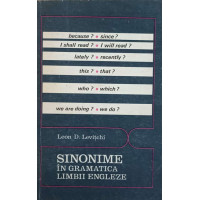 because ? • since ?
I shall read ? • I will read ?
lately ? • recently ?
this ? • that ?
who ? • which ?
we are doing ? • we do ?
Leon D. Levițchi
SINONIME
ÎN GRAMATICA
LIMBII ENGLEZE